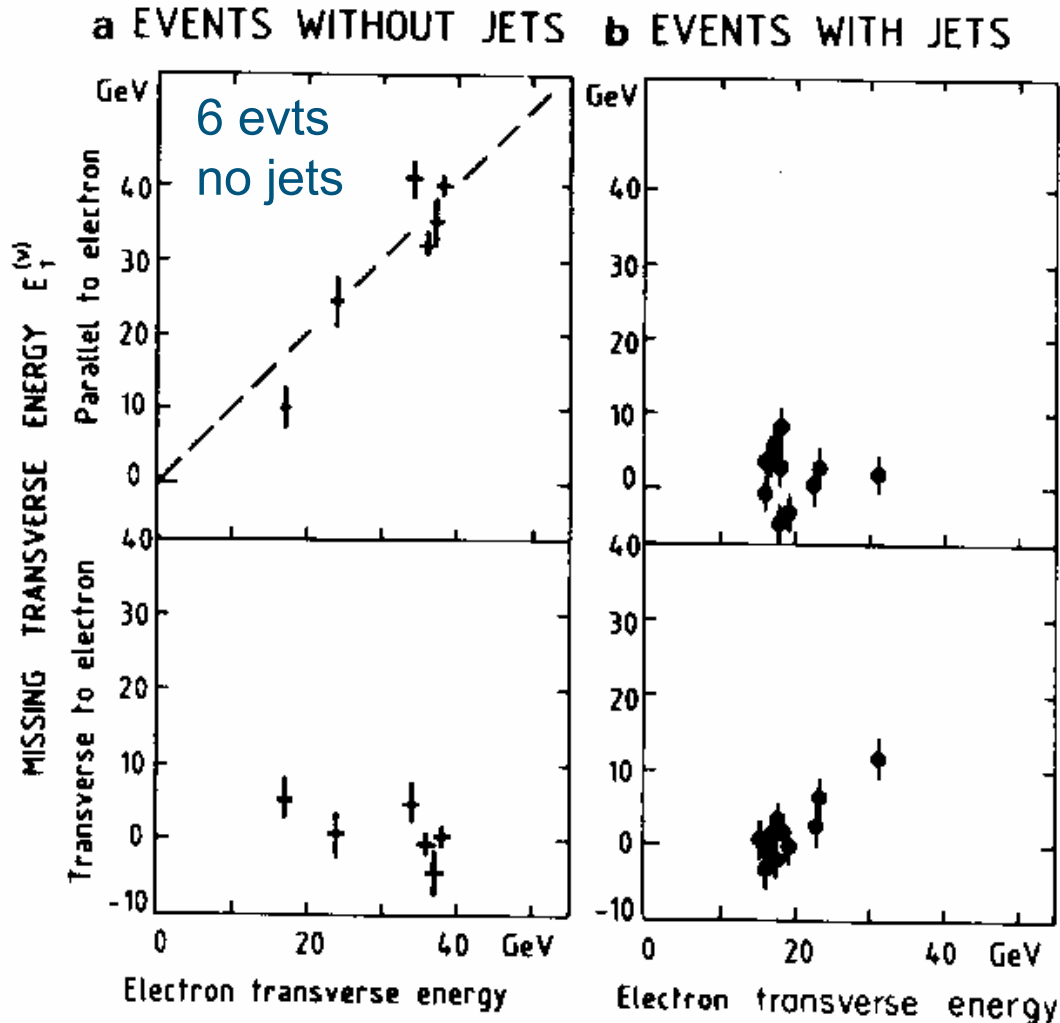 a EVENTS WITHOUT JETS
b EVENTS WITH JETS
MISSING TRANSVERSE ENERGY E_T^(ν)
Parallel to electron
GeV
6 evts
no jets
40
30
20
10
0
GeV
40
30
20
10
0
Transverse to electron
40
30
20
10
0
-10
40
30
20
10
0
-10
0 20 40 GeV
Electron transverse energy
0 20 40 GeV
Electron transverse energy